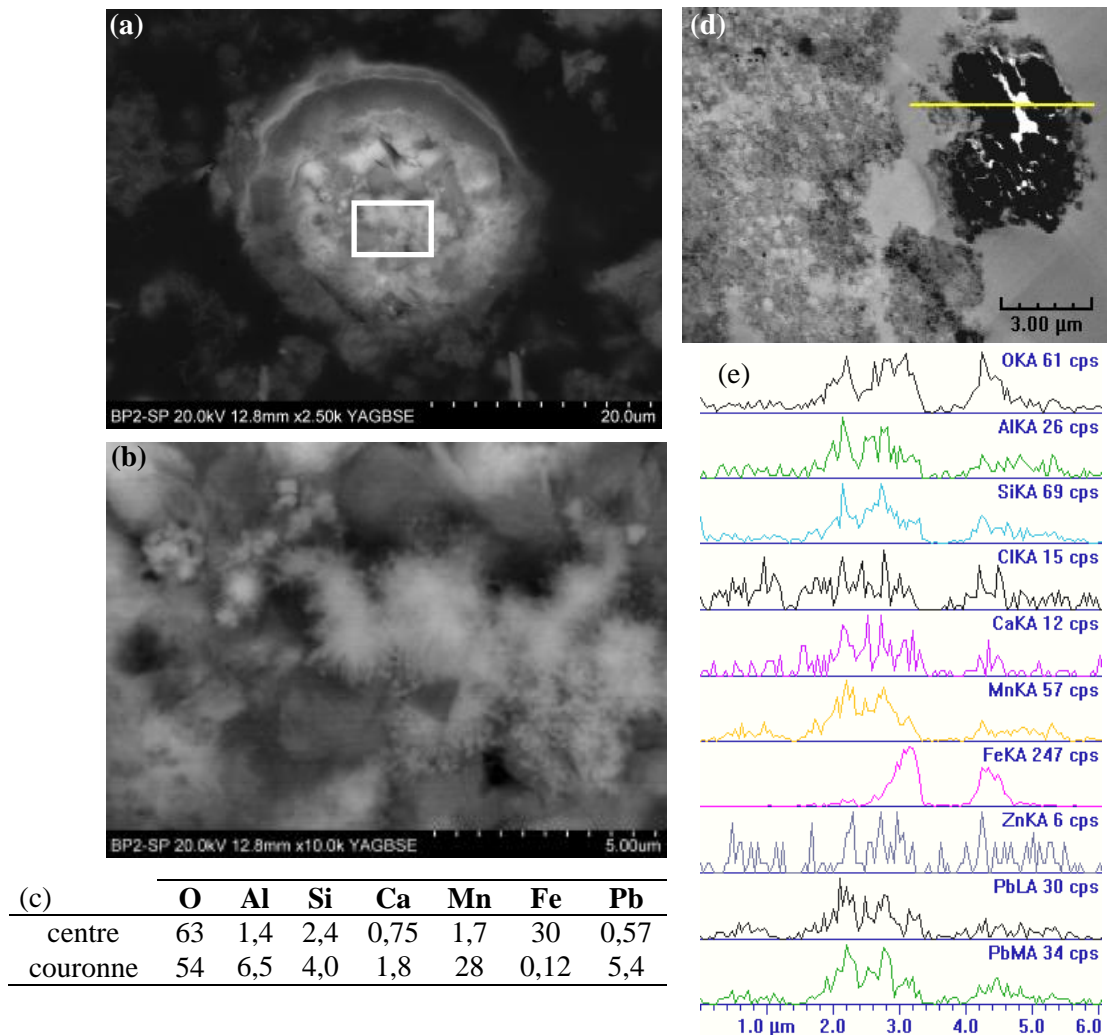 (a)
BP2-SP 20.0kV 12.8mm x2.50k YAGBSE 20.0um
(b)
BP2-SP 20.0kV 12.8mm x10.0k YAGBSE 5.00um
(c) O Al Si Ca Mn Fe Pb
centre 63 1,4 2,4 0,75 1,7 30 0,57
couronne 54 6,5 4,0 1,8 28 0,12 5,4
(d)
3.00 µm
(e)
OKA 61 cps
AlKA 26 cps
SiKA 69 cps
ClKA 15 cps
CaKA 12 cps
MnKA 57 cps
FeKA 247 cps
ZnKA 6 cps
PbLA 30 cps
PbMA 34 cps
1.0 µm 2.0 3.0 4.0 5.0 6.0